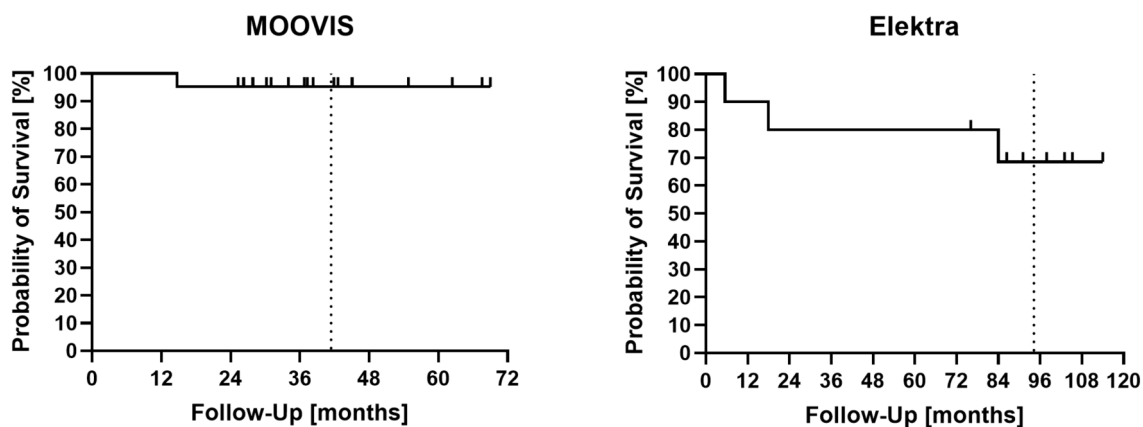 MOOVIS
Probability of Survival [%]
100
90
80
70
60
50
40
30
20
10
0
0 12 24 36 48 60 72
Follow-Up [months]
Elektra
Probability of Survival [%]
100
90
80
70
60
50
40
30
20
10
0
0 12 24 36 48 60 72 84 96 108 120
Follow-Up [months]